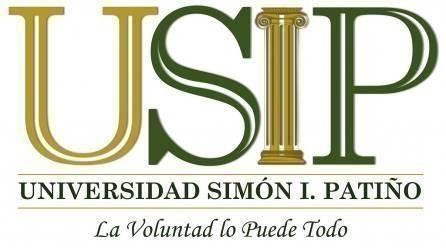 USIP
UNIVERSIDAD SIMÓN I. PATIÑO
La Voluntad lo Puede Todo